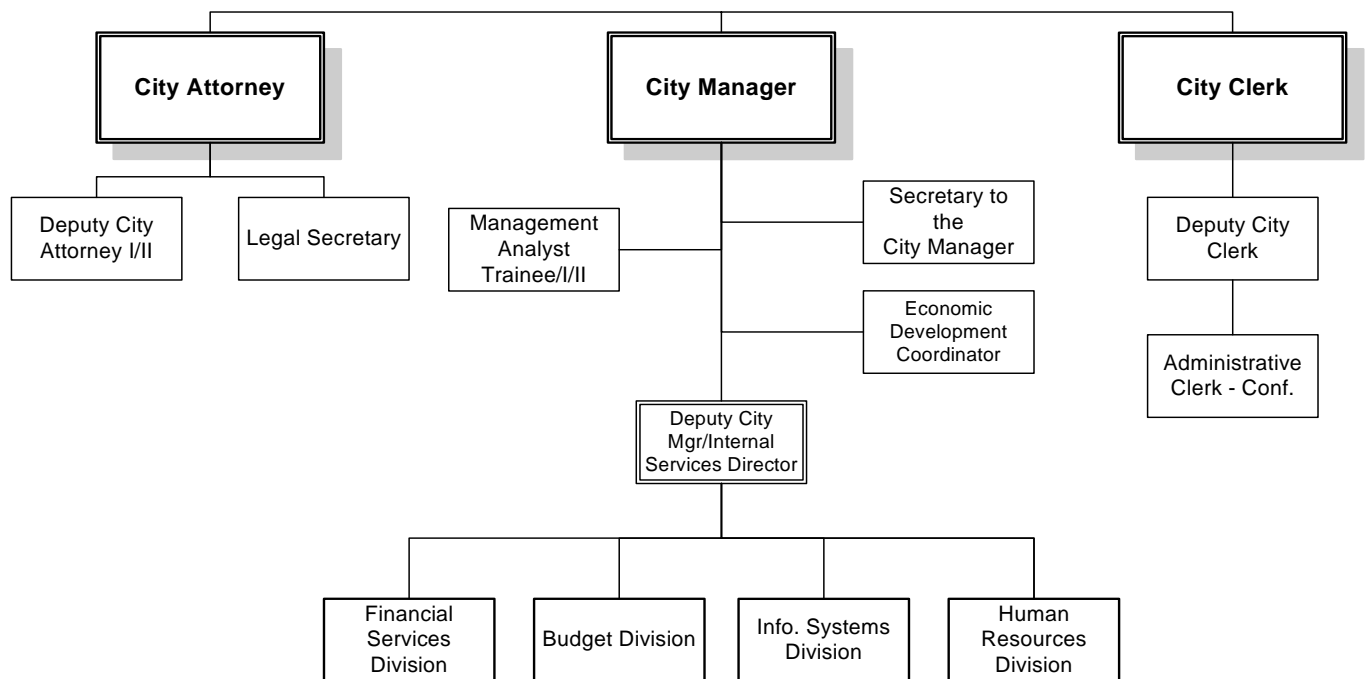 City Attorney
City Manager
City Clerk
Deputy City
Attorney I/II
Legal Secretary
Management
Analyst
Trainee/I/II
Secretary to
the
City Manager
Deputy City
Clerk
Economic
Development
Coordinator
Administrative
Clerk - Conf.
Deputy City
Mgr/Internal
Services Director
Financial
Services
Division
Budget Division
Info. Systems
Division
Human
Resources
Division